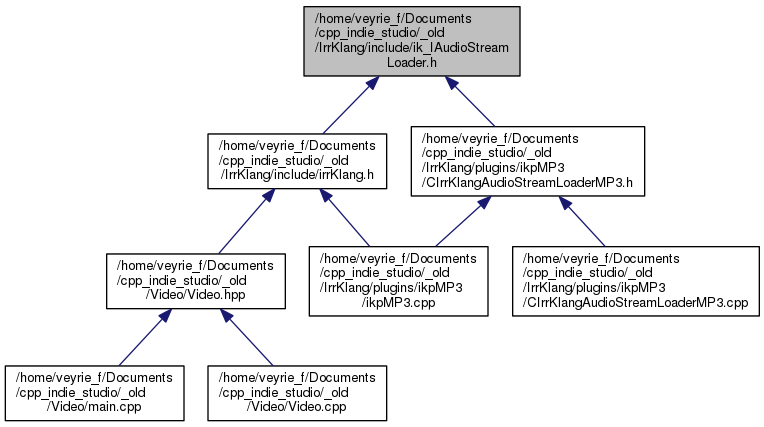 /home/veyrie_f/Documents
/cpp_indie_studio/_old
/IrrKlang/include/ik_IAudioStream
Loader.h
/home/veyrie_f/Documents
/cpp_indie_studio/_old
/IrrKlang/include/irrKlang.h
/home/veyrie_f/Documents
/cpp_indie_studio/_old
/IrrKlang/plugins/ikpMP3
/CIrrKlangAudioStreamLoaderMP3.h
/home/veyrie_f/Documents
/cpp_indie_studio/_old
/Video/Video.hpp
/home/veyrie_f/Documents
/cpp_indie_studio/_old
/IrrKlang/plugins/ikpMP3
/ikpMP3.cpp
/home/veyrie_f/Documents
/cpp_indie_studio/_old
/IrrKlang/plugins/ikpMP3
/CIrrKlangAudioStreamLoaderMP3.cpp
/home/veyrie_f/Documents
/cpp_indie_studio/_old
/Video/main.cpp
/home/veyrie_f/Documents
/cpp_indie_studio/_old
/Video/Video.cpp